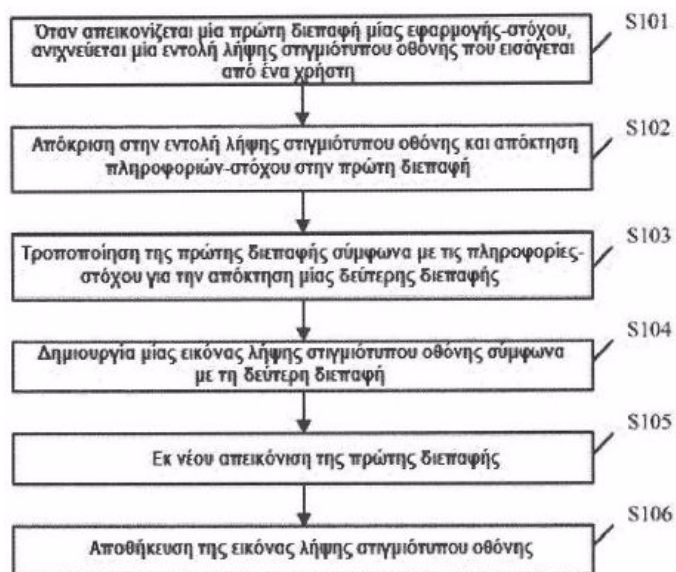 Όταν απεικονίζεται μία πρώτη διεπαφή μίας εφαρμογής-στόχου,
ανιχνεύεται μία εντολή λήψης στιγμιότυπου οθόνης που εισάγεται
από ένα χρήστη
S101
Απόκριση στην εντολή λήψης στιγμιότυπου οθόνης και απόκτηση
πληροφοριών-στόχου στην πρώτη διεπαφή
S102
Τροποποίηση της πρώτης διεπαφής σύμφωνα με τις πληροφορίες-
στόχου για την απόκτηση μίας δεύτερης διεπαφής
S103
Δημιουργία μίας εικόνας λήψης στιγμιότυπου οθόνης σύμφωνα
με τη δεύτερη διεπαφή
S104
Εκ νέου απεικόνιση της πρώτης διεπαφής
S105
Αποθήκευση της εικόνας λήψης στιγμιότυπου οθόνης
S106